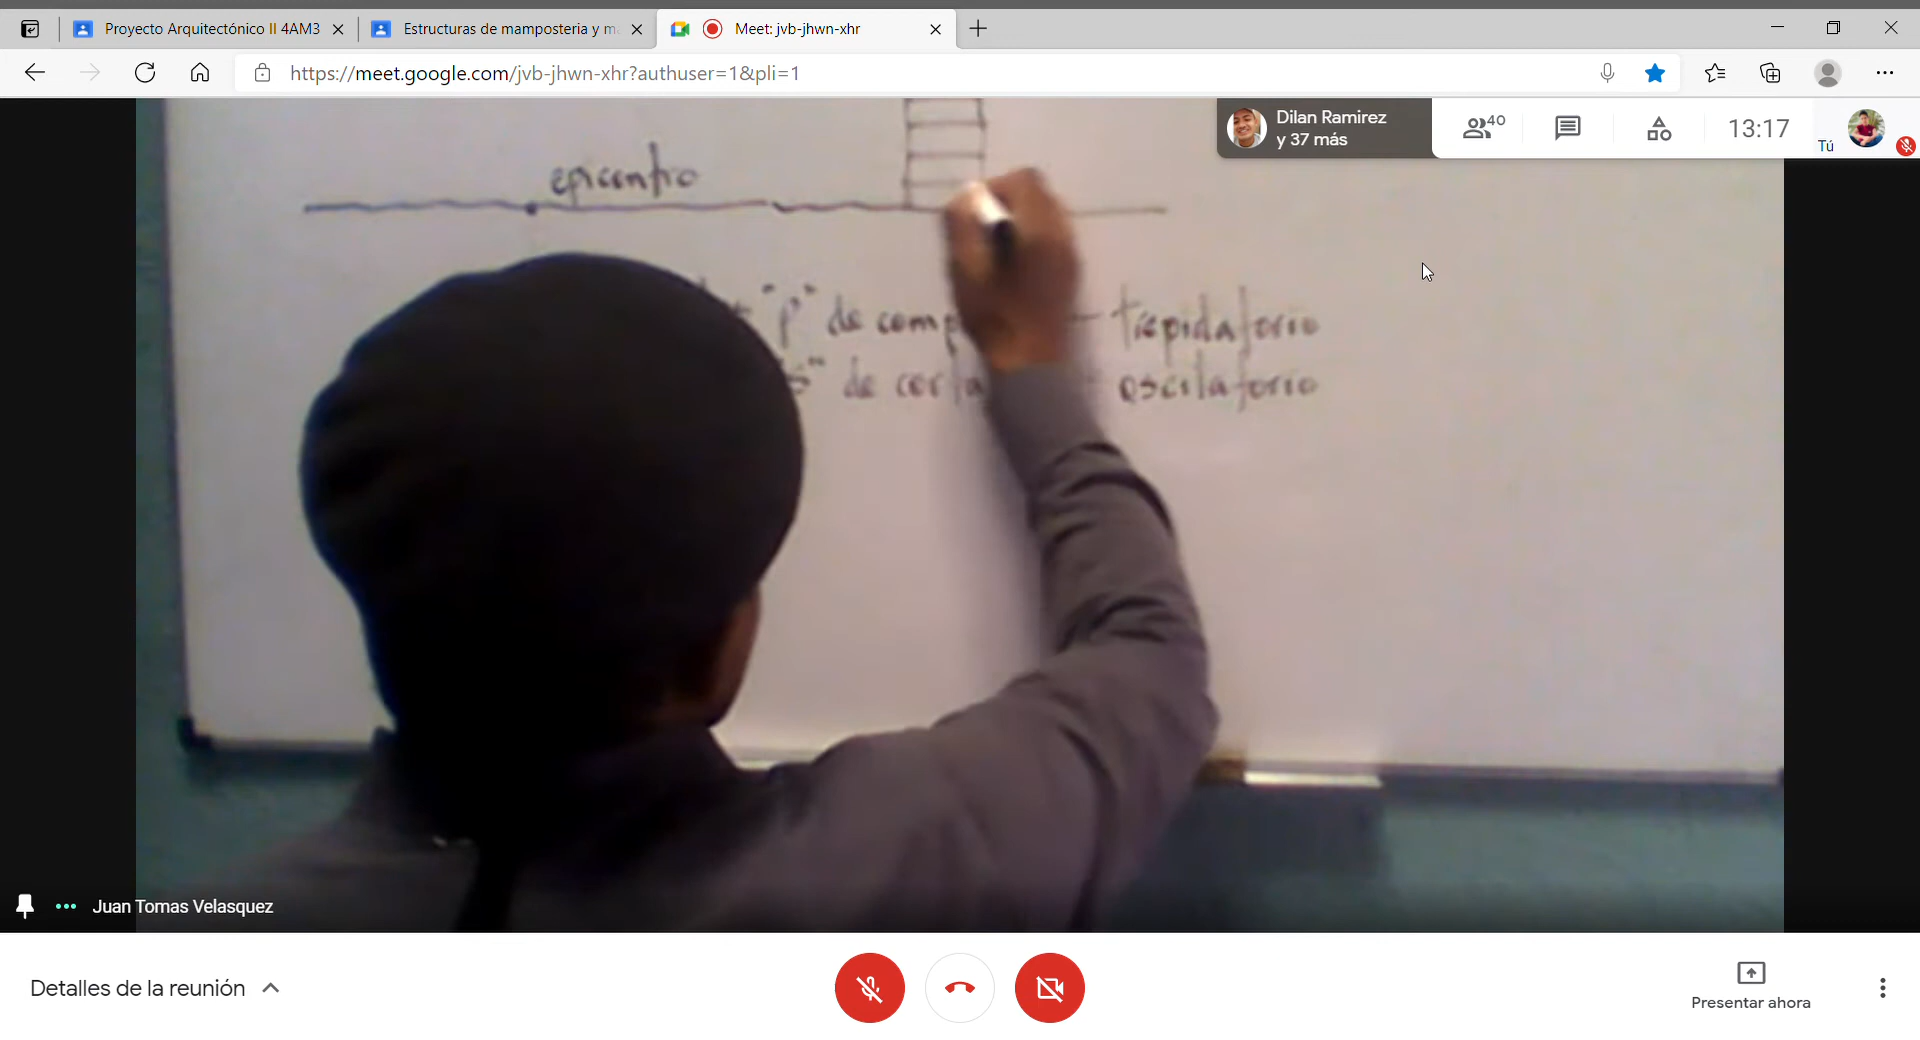 Proyecto Arquitectónico II 4AM3
Estructuras de mamposteria y m
Meet: jvb-jhwn-xhr
https://meet.google.com/jvb-jhwn-xhr?authuser=1&pli=1
Dilan Ramirez
y 37 más
40
13:17
Tú
epicentro
"P" de comp - trepidatorio
"S" de corta - oscilatorio
Juan Tomas Velasquez
Detalles de la reunión
Presentar ahora